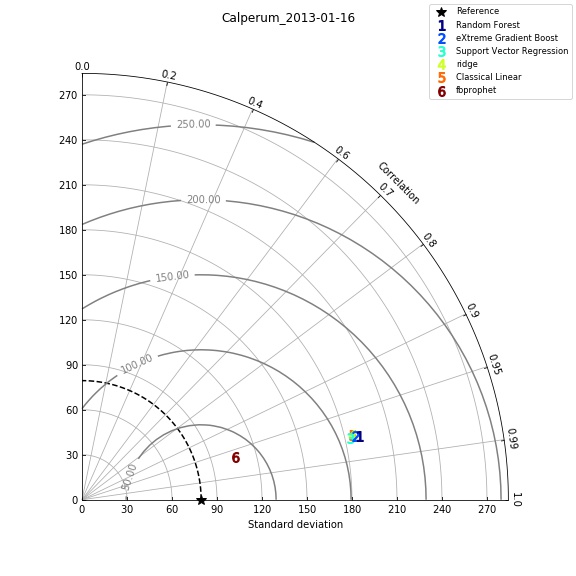 Calperum_2013-01-16
Reference
1 Random Forest
2 eXtreme Gradient Boost
3 Support Vector Regression
4 ridge
5 Classical Linear
6 fbprophet
0.0
0.2
0.4
0.6
Correlation
0.7
0.8
0.9
0.95
0.99
1.0
270
240
210
180
150
120
90
60
30
0
250.00
200.00
150.00
100.00
50.00
6
1
2
3
0 30 60 90 120 150 180 210 240 270
Standard deviation